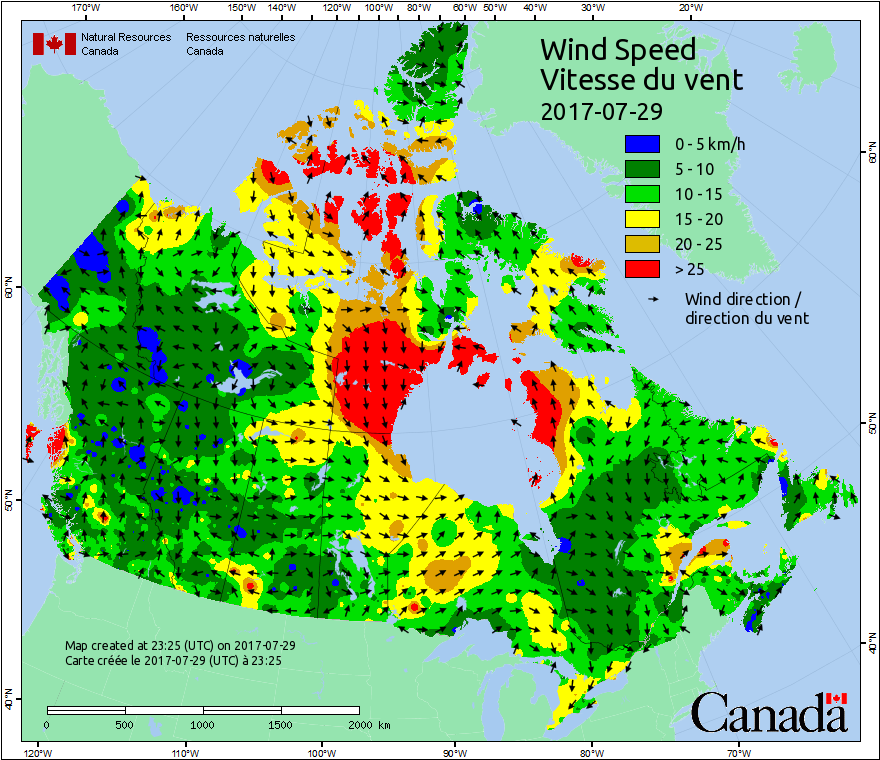 170°W 160°W 150°W 140°W 120°W 100°W 80°W 60°W 50°W 40°W 30°W 20°W
Natural Resources Ressources naturelles
Canada Canada
Wind Speed
Vitesse du vent
2017-07-29
0 - 5 km/h
5 - 10
10 - 15
15 - 20
20 - 25
> 25
Wind direction /
direction du vent
60°N 60°N
50°N
50°N
40°N
40°N
Map created at 23:25 (UTC) on 2017-07-29
Carte créée le 2017-07-29 (UTC) à 23:25
0 500 1000 1500 2000 km
Canada
120°W 110°W 100°W 90°W 80°W 70°W